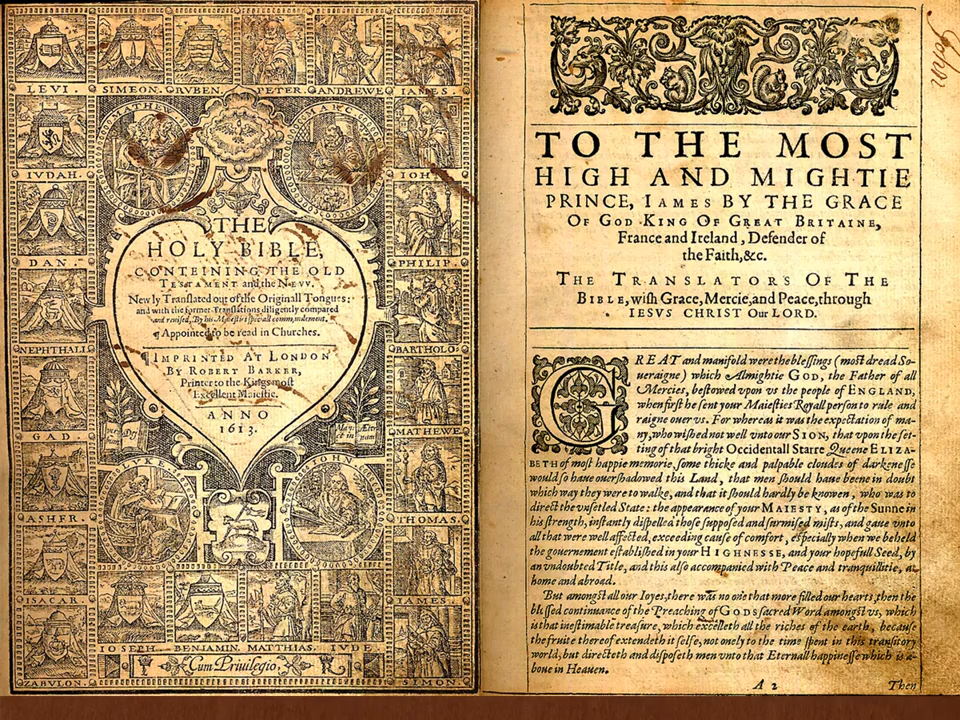 LEVI. SIMEON. RVBEN. PETER. ANDREWE IAMES.
MATHEW MARC
IVDAH. IOHN
DAN. PHILIP.
NEPHTHALI BARTHOLO:
GAD. MATHEWE
ASHER. THOMAS.
LVKE IOHN.
ISACAR. IAMES.
IOSEPH. BENJAMIN. MATTHIAS. IVDE.
ZABVLON. SIMON.
THE
HOLY BIBLE,
CONTEINING THE OLD
TESTAMENT and the NEVV.
Newly Translated out of the Originall Tongues:
and with the former Translations diligently compared
and reuised, By his Maiesties speciall commandement.
¶ Appointed to be read in Churches.
¶ IMPRINTED AT LONDON
BY ROBERT BARKER,
Printer to the Kings most
Excellent Maiestie.
ANNO
1613.
Cum Priuilegio.
John
TO THE MOST
HIGH AND MIGHTIE
PRINCE, IAMES BY THE GRACE
OF GOD KING OF GREAT BRITAINE,
France and Ireland, Defender of
the Faith, &c.
THE TRANSLATORS OF THE
BIBLE, wish Grace, Mercie, and Peace, through
IESVS CHRIST Our LORD.
GREAT and manifold were the blessings (most dread So-
ueraigne) which Almightie GOD, the Father of all
Mercies, bestowed vpon vs the people of ENGLAND,
when first he sent your Maiesties Royall person to rule and
raigne ouer vs. For whereas it was the expectation of ma-
ny, who wished not well vnto our SION, that vpon the set-
ting of that bright Occidentall Starre Queene ELIZA-
BETH of most happie memorie, some thicke and palpable cloudes of darkenesse
would so haue ouershadowed this Land, that men should haue beene in doubt
which way they were to walke, and that it should hardly be knowen, who was to
direct the vnsetled State: the appearance of your MAIESTY, as of the Sunne in
his strength, instantly dispelled those supposed and surmised mists, and gaue vnto
all that were well affected, exceeding cause of comfort, especially when we beheld
the gouernement established in your HIGHNESSE, and your hopefull Seed, by
an vndoubted Title, and this also accompanied with Peace and tranquillitie, at
home and abroad.
But amongst all our Ioyes, there was no one that more filled our hearts, then the
blessed continuance of the Preaching of GODS sacred Word amongst vs, which
is that inestimable treasure, which excelleth all the riches of the earth, because
the fruite thereof extendeth it selfe, not onely to the time spent in this transitory
world, but directeth and disposeth men vnto that Eternall happinesse which is a-
boue in Heauen.
A 2 Then